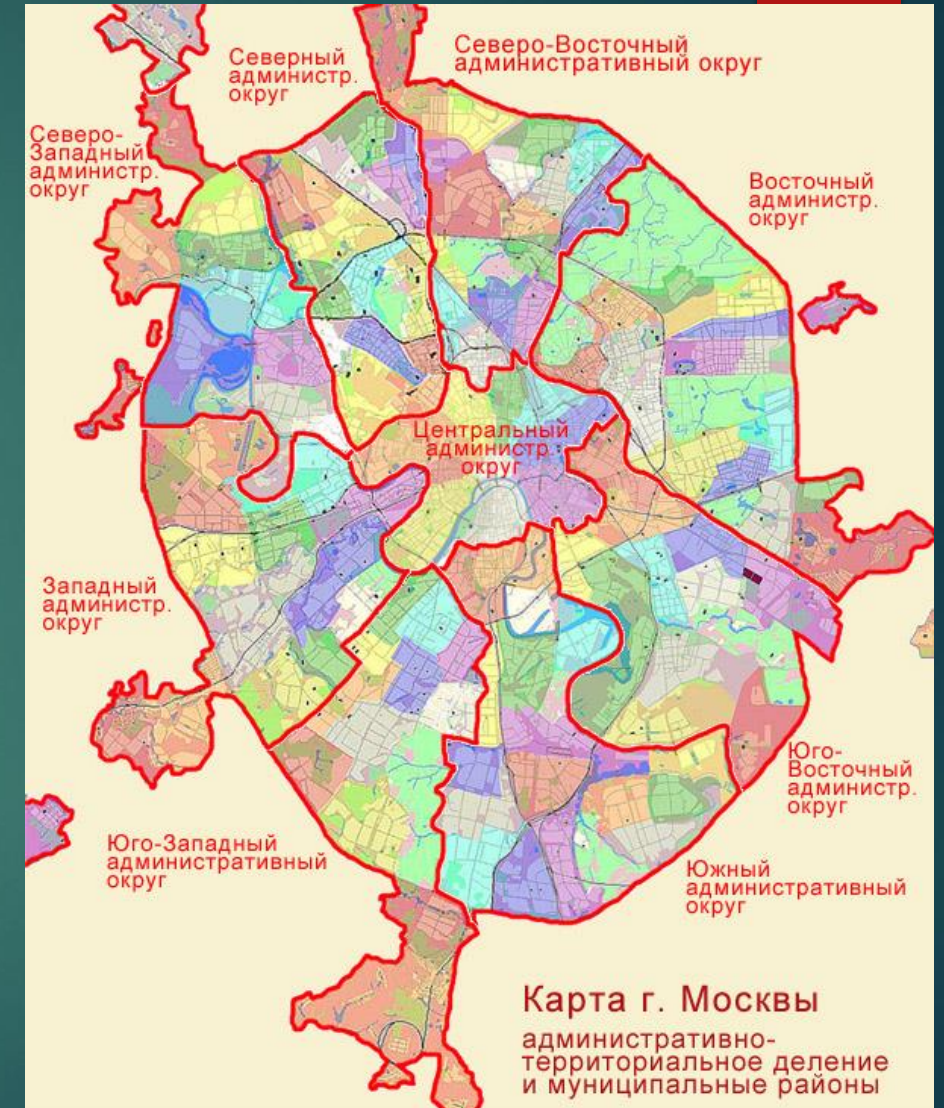 Северный
администр.
округ
Северо-Восточный
административный округ
Северо-
Западный
администр.
округ
Восточный
администр.
округ
Центральный
администр.
округ
Западный
администр.
округ
Юго-
Восточный
администр.
округ
Юго-Западный
административный
округ
Южный
административный
округ
Карта г. Москвы
административно-
территориальное деление
и муниципальные районы